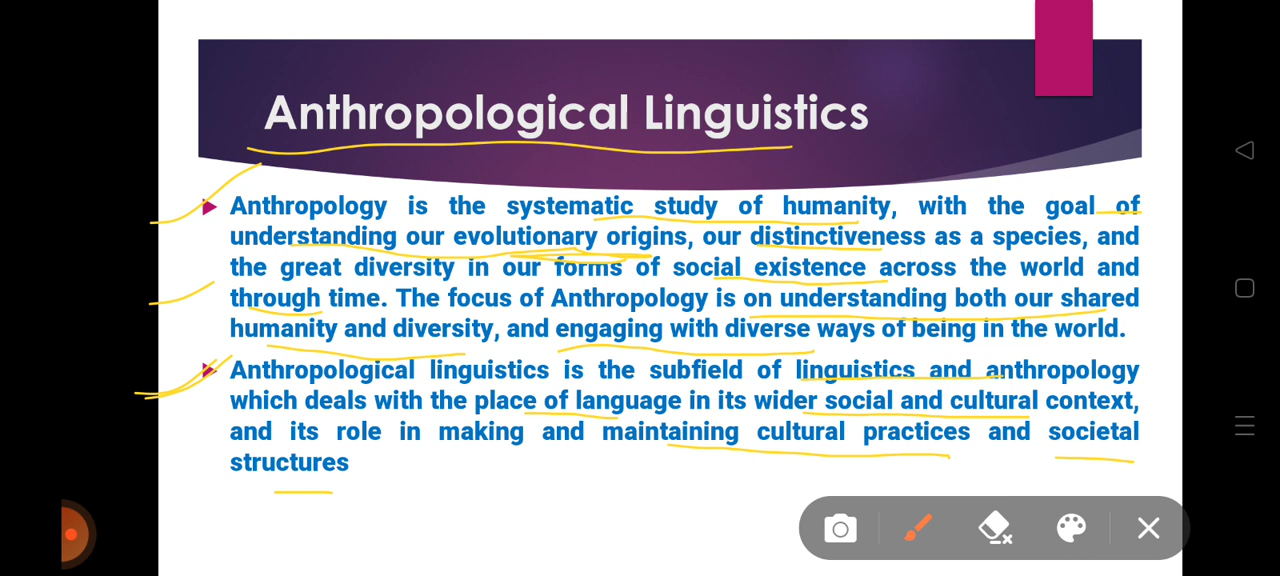 Anthropological Linguistics
Anthropology is the systematic study of humanity, with the goal of
understanding our evolutionary origins, our distinctiveness as a species, and
the great diversity in our forms of social existence across the world and
through time. The focus of Anthropology is on understanding both our shared
humanity and diversity, and engaging with diverse ways of being in the world.
Anthropological linguistics is the subfield of linguistics and anthropology
which deals with the place of language in its wider social and cultural context,
and its role in making and maintaining cultural practices and societal
structures